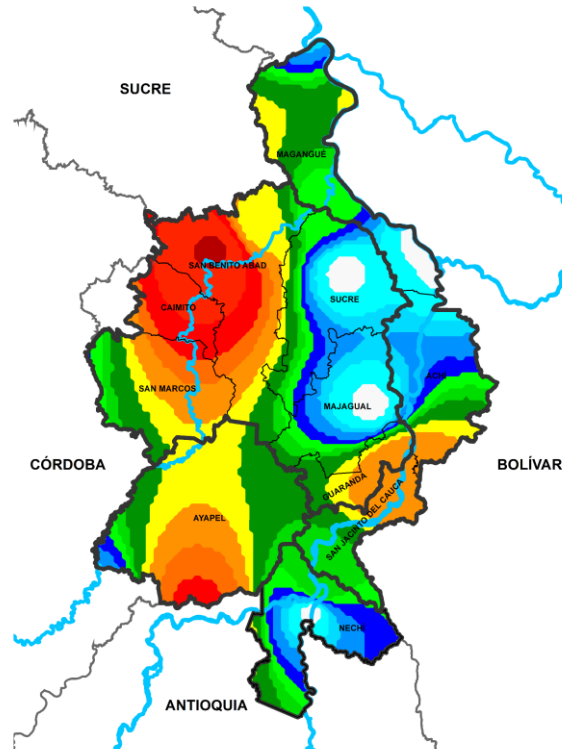 SUCRE
MAGANGUÉ
SAN BENITO ABAD
SUCRE
CAIMITO
ACHÍ
SAN MARCOS
MAJAGUAL
CÓRDOBA
BOLÍVAR
GUARANDA
AYAPEL
SAN JACINTO DEL CAUCA
NECHÍ
ANTIOQUIA